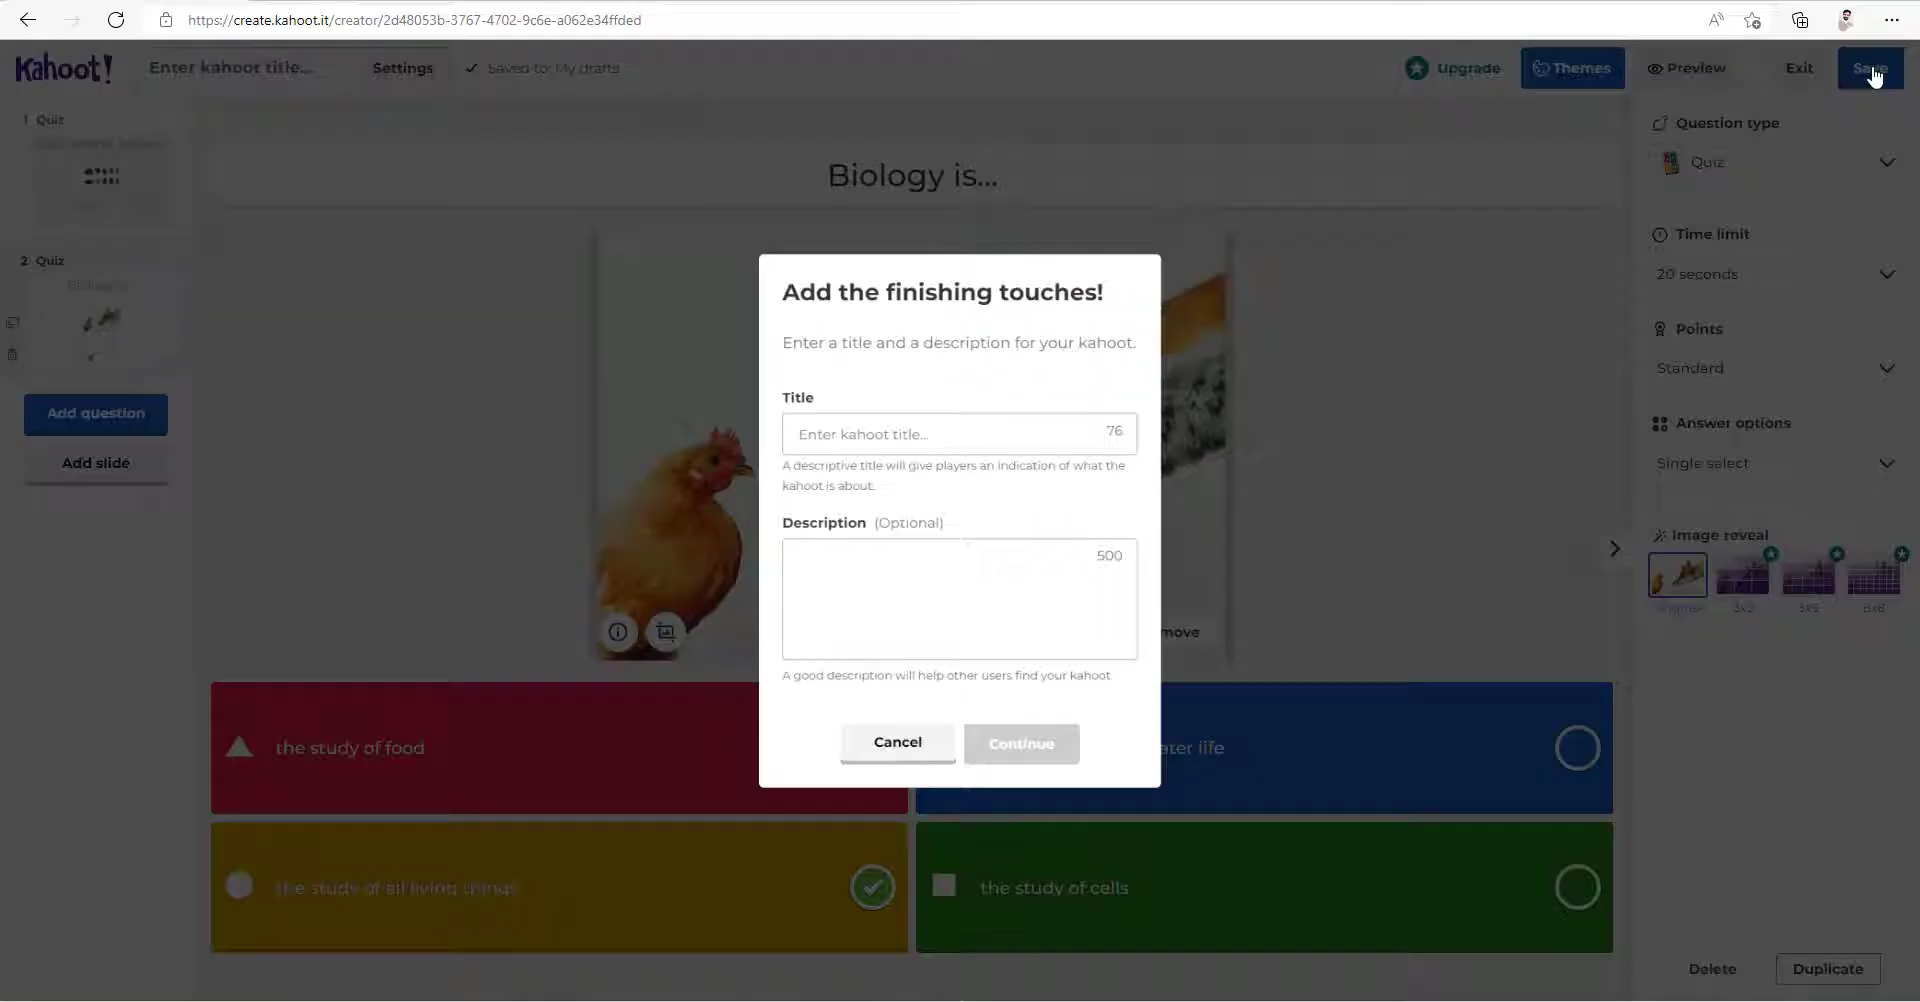 https://create.kahoot.it/creator/2d48053b-3767-4702-9c6e-a062e34ffded
Kahoot!
Enter kahoot title...
Settings
Saved to: My drafts
Upgrade
Themes
Preview
Exit
Save
1 Quiz
2 Quiz
Add question
Add slide
Biology is...
Add the finishing touches!
Enter a title and a description for your kahoot.
Title
Enter kahoot title...
76
A descriptive title will give players an indication of what the
kahoot is about.
Description (Optional)
500
A good description will help other users find your kahoot.
Cancel
Continue
move
the study of food
ater life
the study of all living things
the study of cells
Question type
Quiz
Time limit
20 seconds
Points
Standard
Answer options
Single select
Image reveal
3x3
8x8
Delete
Duplicate